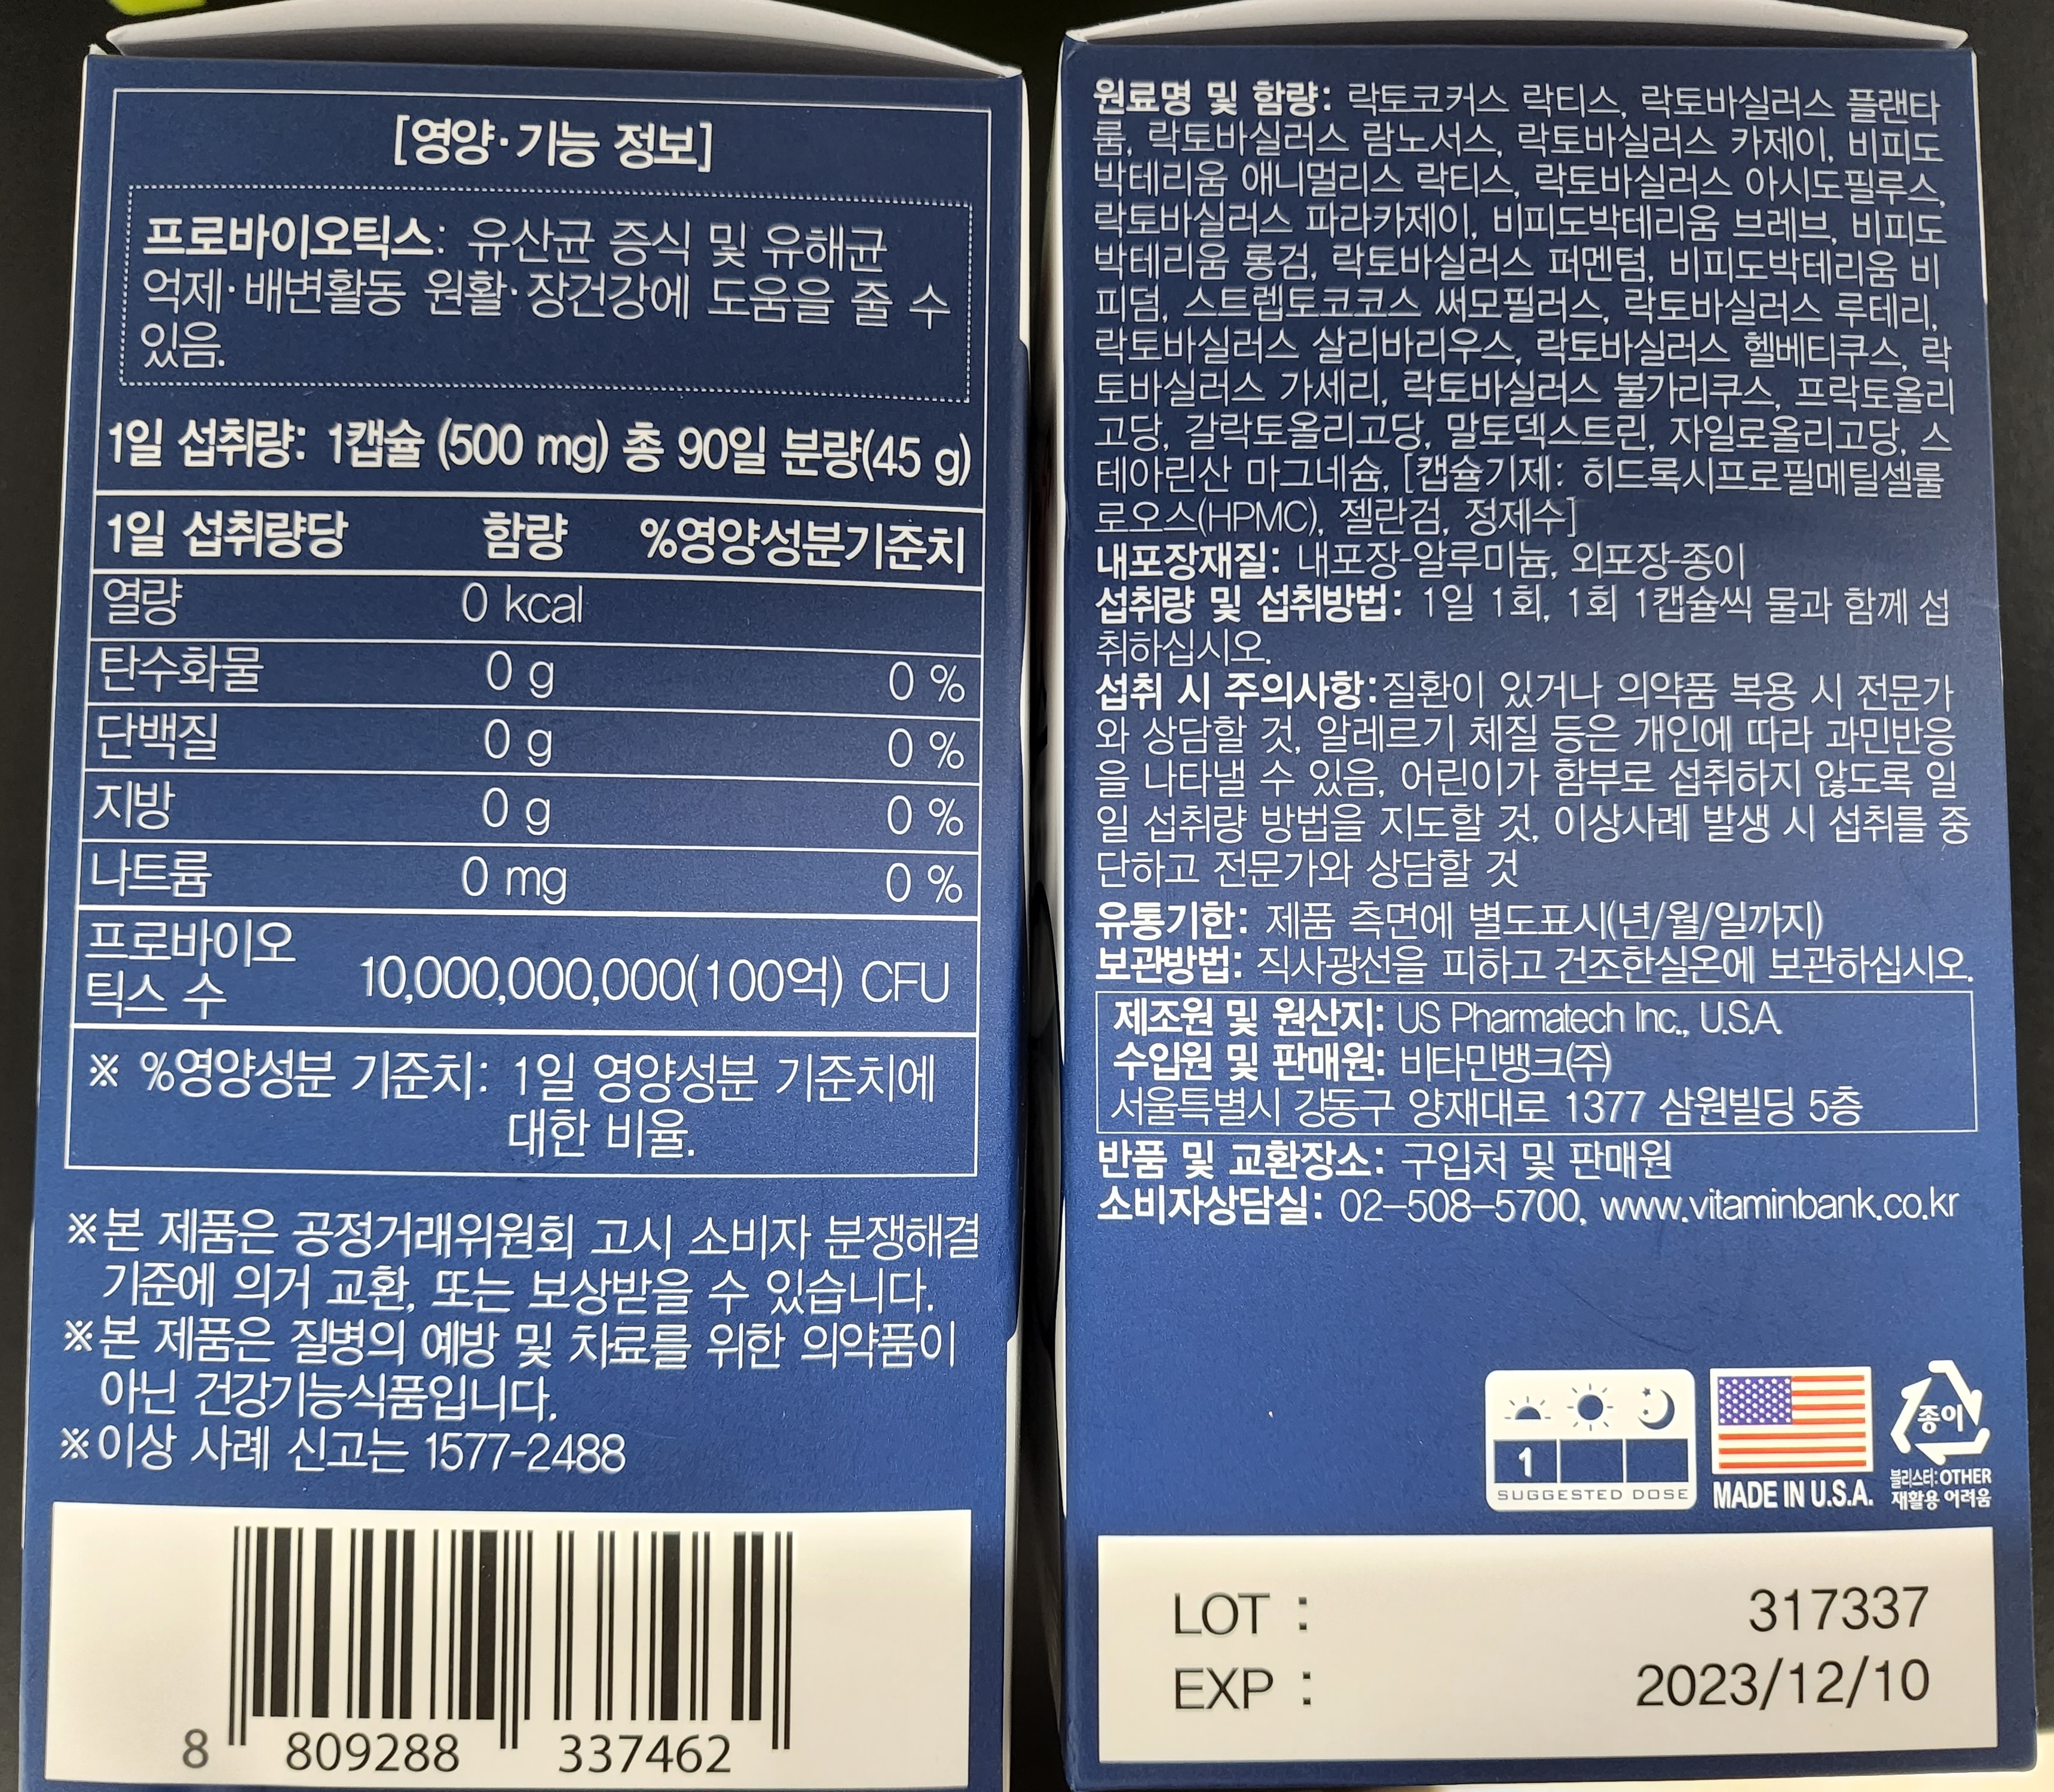 [영양·기능 정보]
프로바이오틱스: 유산균 증식 및 유해균
억제·배변활동 원활·장건강에 도움을 줄 수
있음.
1일 섭취량: 1캡슐 (500 mg) 총 90일 분량(45 g)
1일 섭취량당 함량 %영양성분기준치
열량 0 kcal
탄수화물 0 g 0 %
단백질 0 g 0 %
지방 0 g 0 %
나트륨 0 mg 0 %
프로바이오
틱스 수 10,000,000,000(100억) CFU
※ %영양성분 기준치: 1일 영양성분 기준치에
대한 비율.
※본 제품은 공정거래위원회 고시 소비자 분쟁해결
기준에 의거 교환, 또는 보상받을 수 있습니다.
※본 제품은 질병의 예방 및 치료를 위한 의약품이
아닌 건강기능식품입니다.
※이상 사례 신고는 1577-2488
8 809288 337462
원료명 및 함량: 락토코커스 락티스, 락토바실러스 플랜타
룸, 락토바실러스 람노서스, 락토바실러스 카제이, 비피도
박테리움 애니멀리스 락티스, 락토바실러스 아시도필루스,
락토바실러스 파라카제이, 비피도박테리움 브레브, 비피도
박테리움 롱검, 락토바실러스 퍼멘텀, 비피도박테리움 비
피덤, 스트렙토코코스 써모필러스, 락토바실러스 루테리,
락토바실러스 살리바리우스, 락토바실러스 헬베티쿠스, 락
토바실러스 가세리, 락토바실러스 불가리쿠스, 프락토올리
고당, 갈락토올리고당, 말토덱스트린, 자일로올리고당, 스
테아린산 마그네슘, [캡슐기제: 히드록시프로필메틸셀룰
로오스(HPMC), 젤란검, 정제수]
내포장재질: 내포장-알루미늄, 외포장-종이
섭취량 및 섭취방법: 1일 1회, 1회 1캡슐씩 물과 함께 섭
취하십시오.
섭취 시 주의사항:질환이 있거나 의약품 복용 시 전문가
와 상담할 것, 알레르기 체질 등은 개인에 따라 과민반응
을 나타낼 수 있음, 어린이가 함부로 섭취하지 않도록 일
일 섭취량 방법을 지도할 것, 이상사례 발생 시 섭취를 중
단하고 전문가와 상담할 것
유통기한: 제품 측면에 별도표시(년/월/일까지)
보관방법: 직사광선을 피하고 건조한실온에 보관하십시오.
제조원 및 원산지: US Pharmatech Inc., U.S.A.
수입원 및 판매원: 비타민뱅크(주)
서울특별시 강동구 양재대로 1377 삼원빌딩 5층
반품 및 교환장소: 구입처 및 판매원
소비자상담실: 02-508-5700, www.vitaminbank.co.kr
1
SUGGESTED DOSE
MADE IN U.S.A.
종이
블리스터:OTHER
재활용 어려움
LOT : 317337
EXP : 2023/12/10